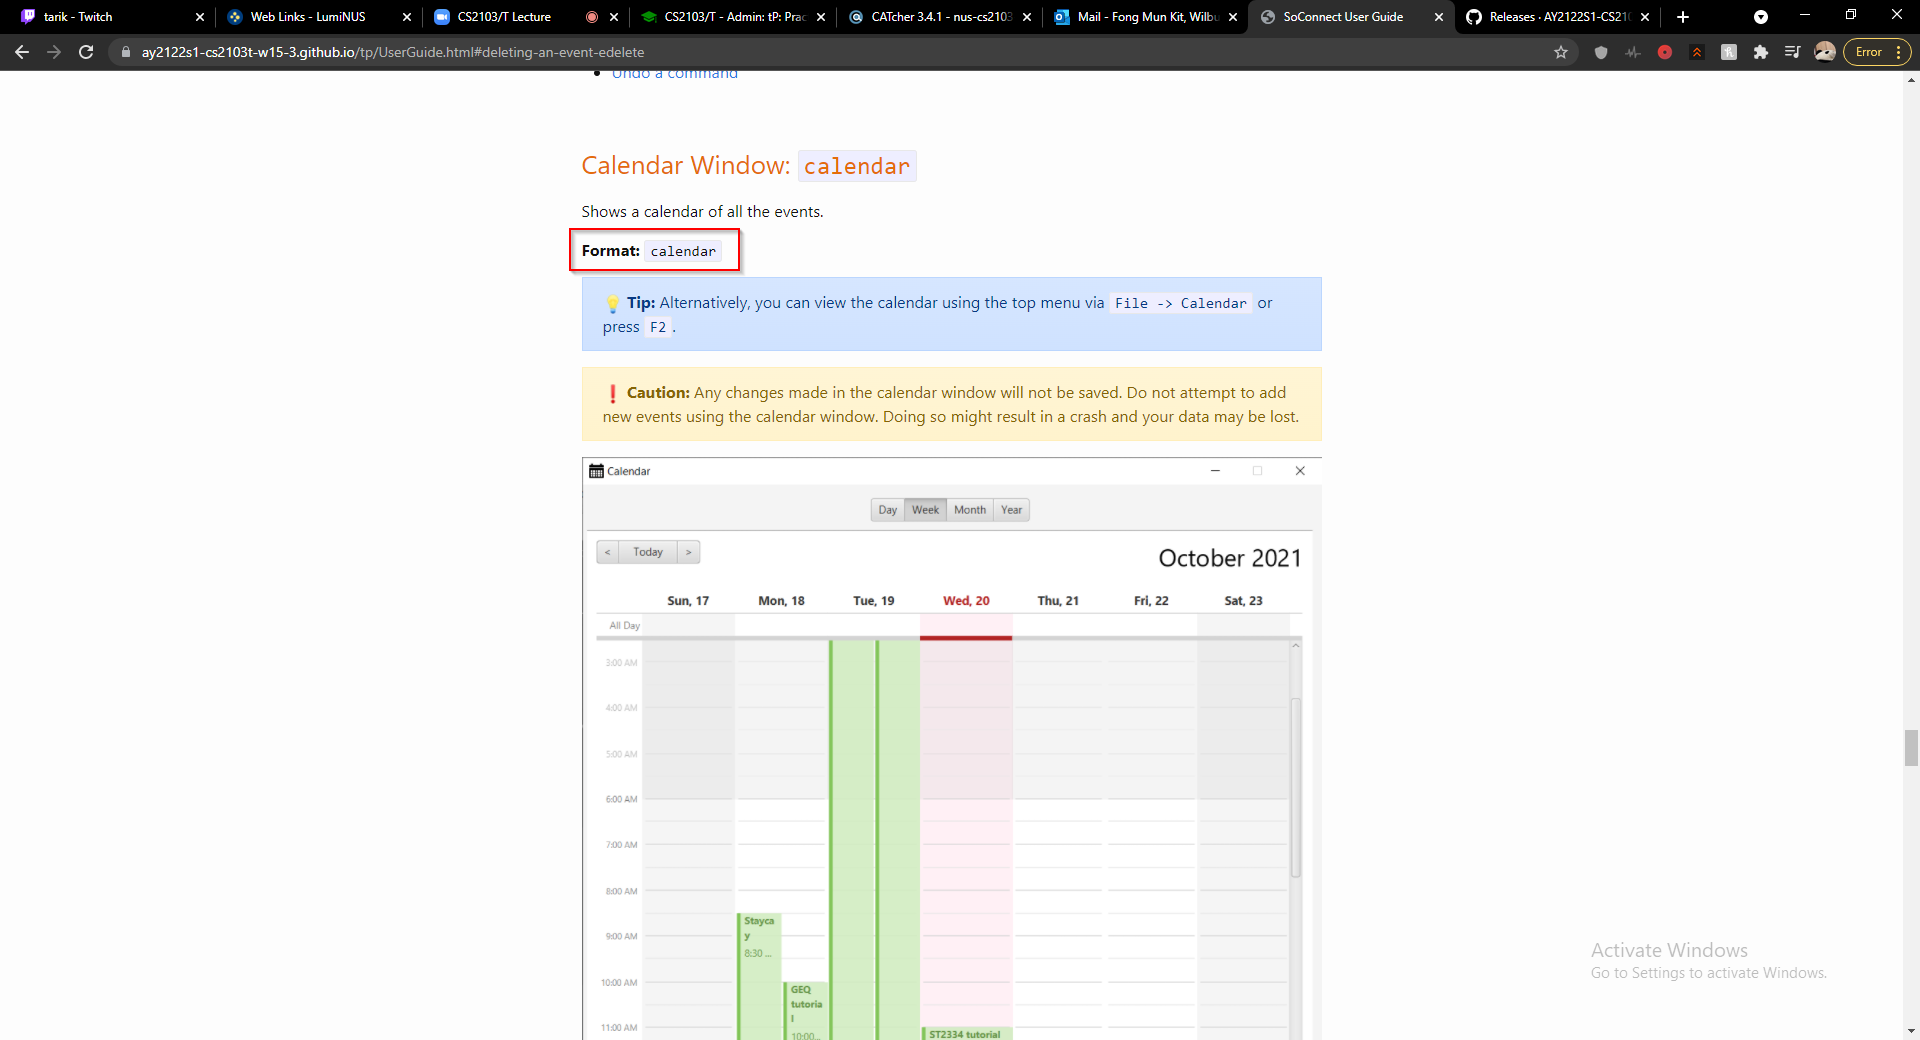 tarik - Twitch
Web Links - LumiNUS
CS2103/T Lecture
CS2103/T - Admin: tP: Prac
CATcher 3.4.1 - nus-cs2103
Mail - Fong Mun Kit, Wilbu
SoConnect User Guide
Releases · AY2122S1-CS210
ay2122s1-cs2103t-w15-3.github.io/tp/UserGuide.html#deleting-an-event-edelete
Error
Undo a command
Calendar Window: calendar
Shows a calendar of all the events.
Format: calendar
Tip: Alternatively, you can view the calendar using the top menu via File -> Calendar or
press F2 .
Caution: Any changes made in the calendar window will not be saved. Do not attempt to add
new events using the calendar window. Doing so might result in a crash and your data may be lost.
Calendar
Day Week Month Year
< Today >
October 2021
Sun, 17 Mon, 18 Tue, 19 Wed, 20 Thu, 21 Fri, 22 Sat, 23
All Day
3:00 AM
4:00 AM
5:00 AM
6:00 AM
7:00 AM
8:00 AM
Stayca
y
8:30 ...
9:00 AM
10:00 AM
GEQ
tutoria
l
10:00...
11:00 AM
ST2334 tutorial
Activate Windows
Go to Settings to activate Windows.